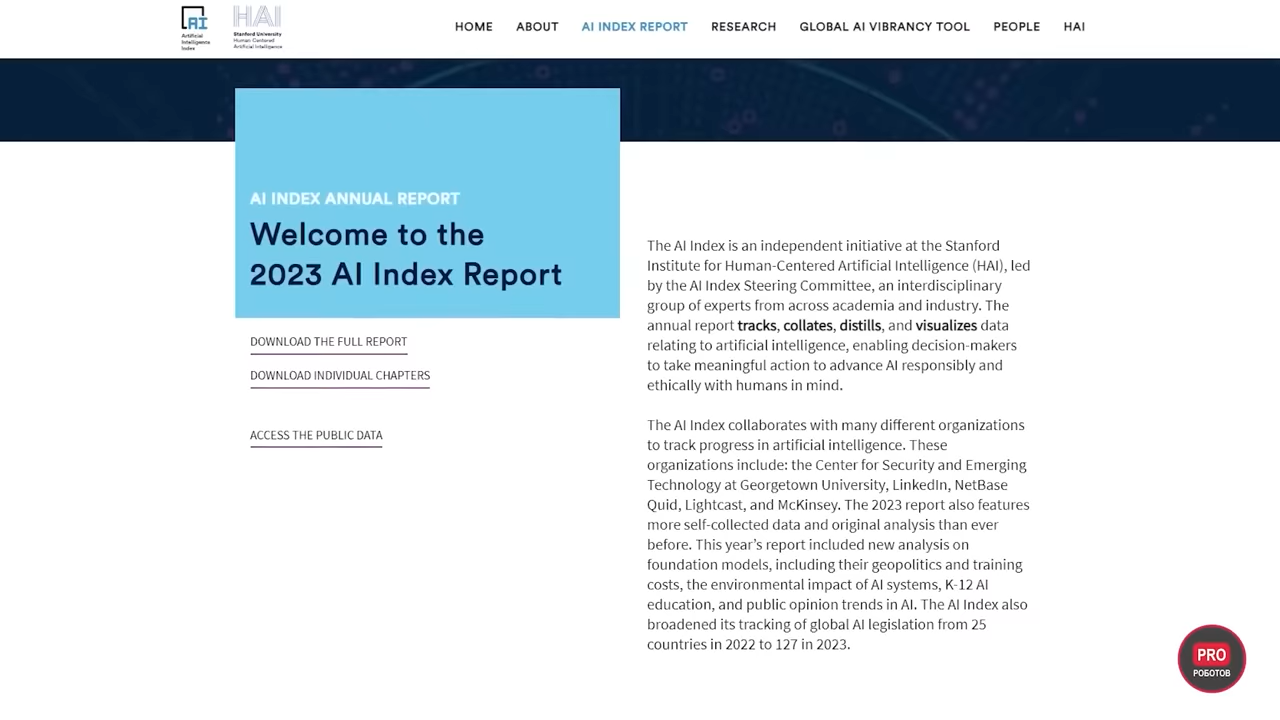 AI
Artificial
Intelligence
Index
HAI
Stanford University
Human-Centered
Artificial Intelligence
HOME ABOUT AI INDEX REPORT RESEARCH GLOBAL AI VIBRANCY TOOL PEOPLE HAI
AI INDEX ANNUAL REPORT
Welcome to the
2023 AI Index Report
DOWNLOAD THE FULL REPORT
DOWNLOAD INDIVIDUAL CHAPTERS
ACCESS THE PUBLIC DATA
The AI Index is an independent initiative at the Stanford
Institute for Human-Centered Artificial Intelligence (HAI), led
by the AI Index Steering Committee, an interdisciplinary
group of experts from across academia and industry. The
annual report tracks, collates, distills, and visualizes data
relating to artificial intelligence, enabling decision-makers
to take meaningful action to advance AI responsibly and
ethically with humans in mind.
The AI Index collaborates with many different organizations
to track progress in artificial intelligence. These
organizations include: the Center for Security and Emerging
Technology at Georgetown University, LinkedIn, NetBase
Quid, Lightcast, and McKinsey. The 2023 report also features
more self-collected data and original analysis than ever
before. This year’s report included new analysis on
foundation models, including their geopolitics and training
costs, the environmental impact of AI systems, K-12 AI
education, and public opinion trends in AI. The AI Index also
broadened its tracking of global AI legislation from 25
countries in 2022 to 127 in 2023.
PRO
РОБОТОВ